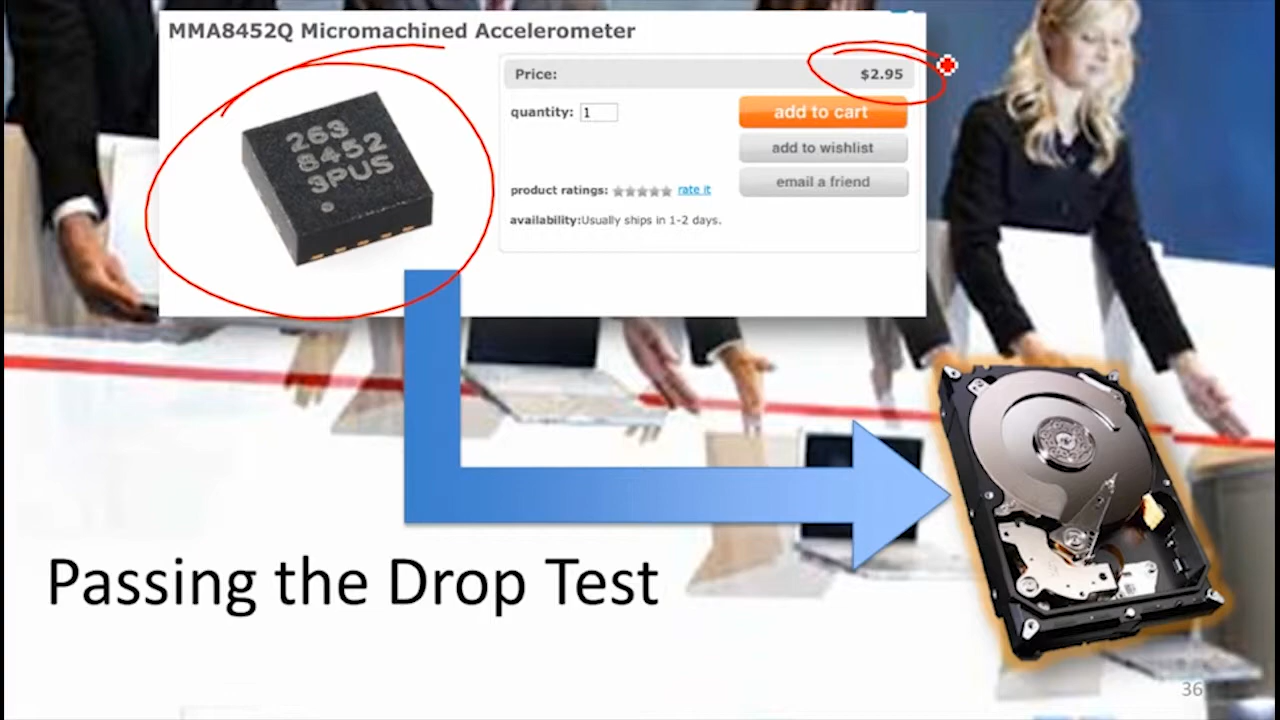 MMA8452Q Micromachined Accelerometer
263
8452
3PUS
Price: $2.95
quantity: 1
add to cart
add to wishlist
product ratings: rate it
email a friend
availability:Usually ships in 1-2 days.
Passing the Drop Test
36